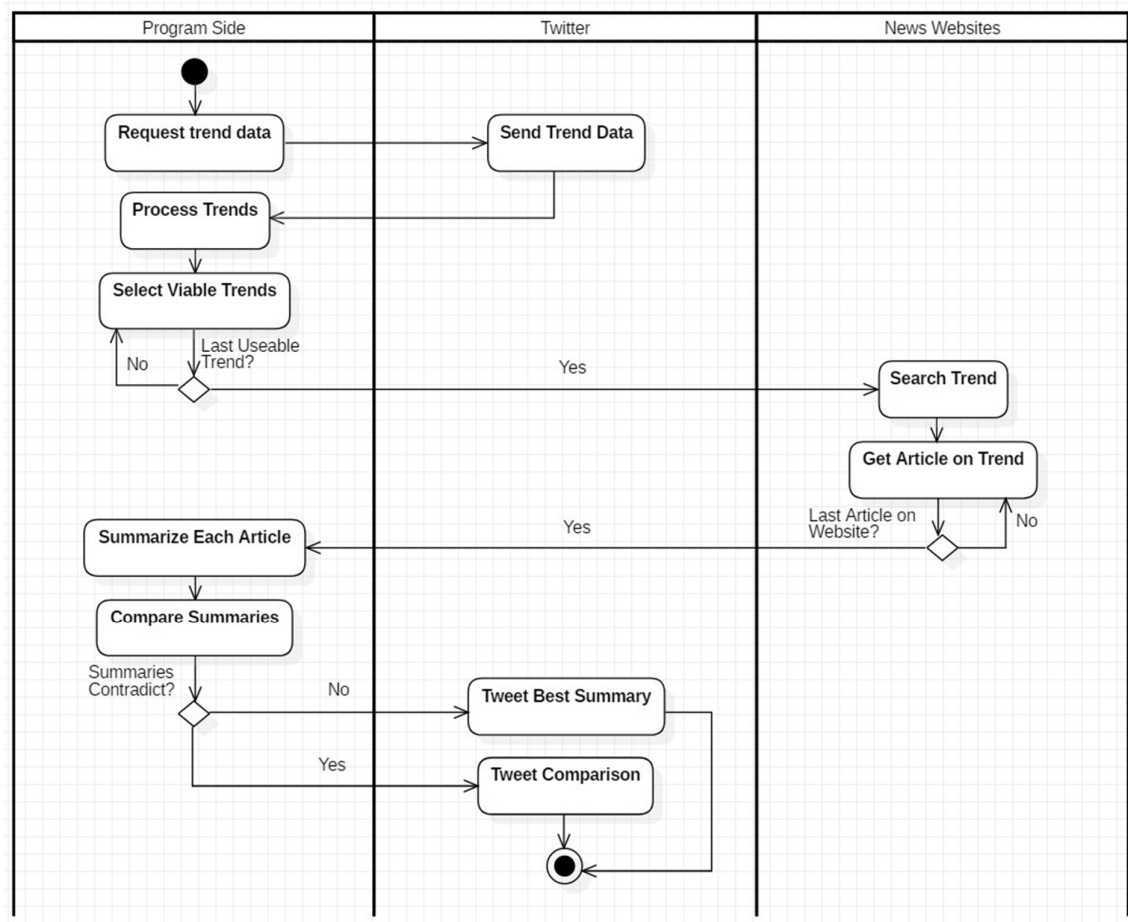 Program Side
Twitter
News Websites
Request trend data
Send Trend Data
Process Trends
Select Viable Trends
Last Useable
Trend?
No
Yes
Search Trend
Get Article on Trend
Last Article on
Website?
No
Yes
Summarize Each Article
Compare Summaries
Summaries
Contradict?
No
Tweet Best Summary
Yes
Tweet Comparison